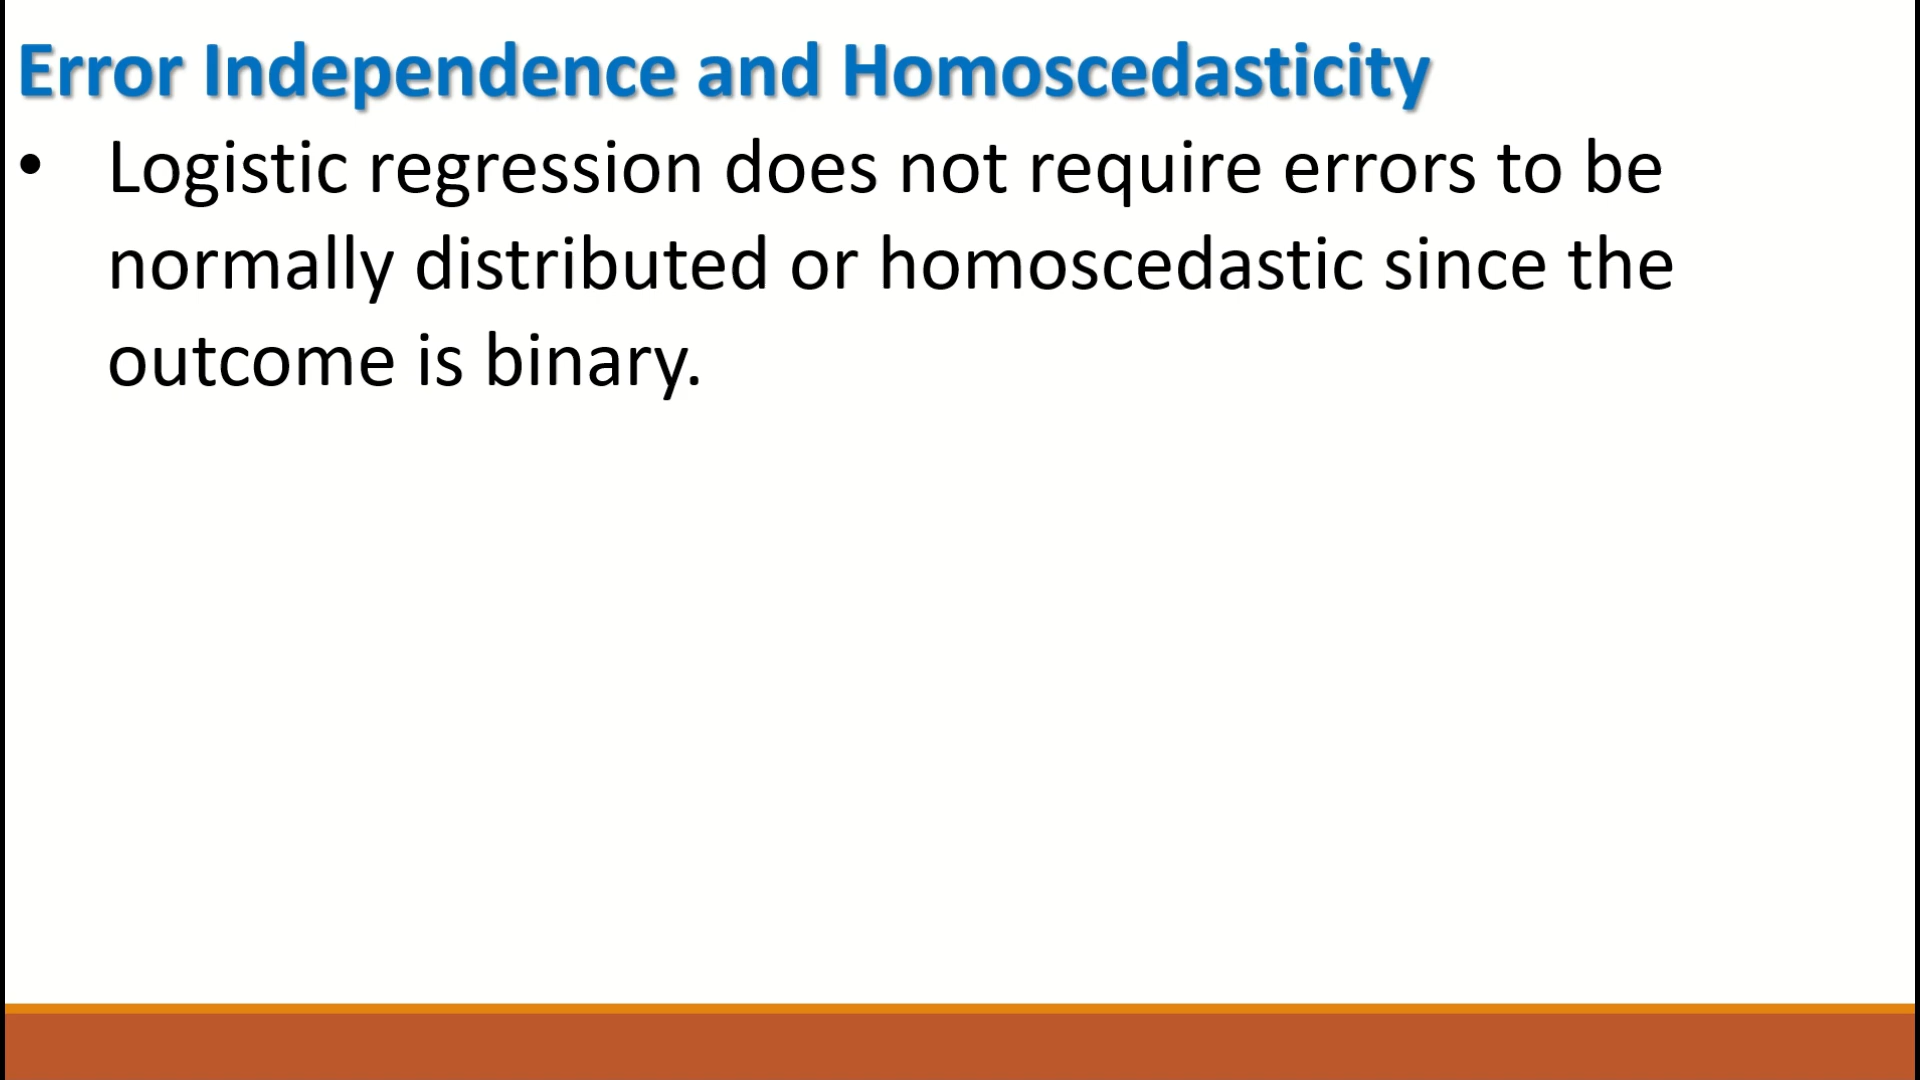 Error Independence and Homoscedasticity
• Logistic regression does not require errors to be
normally distributed or homoscedastic since the
outcome is binary.